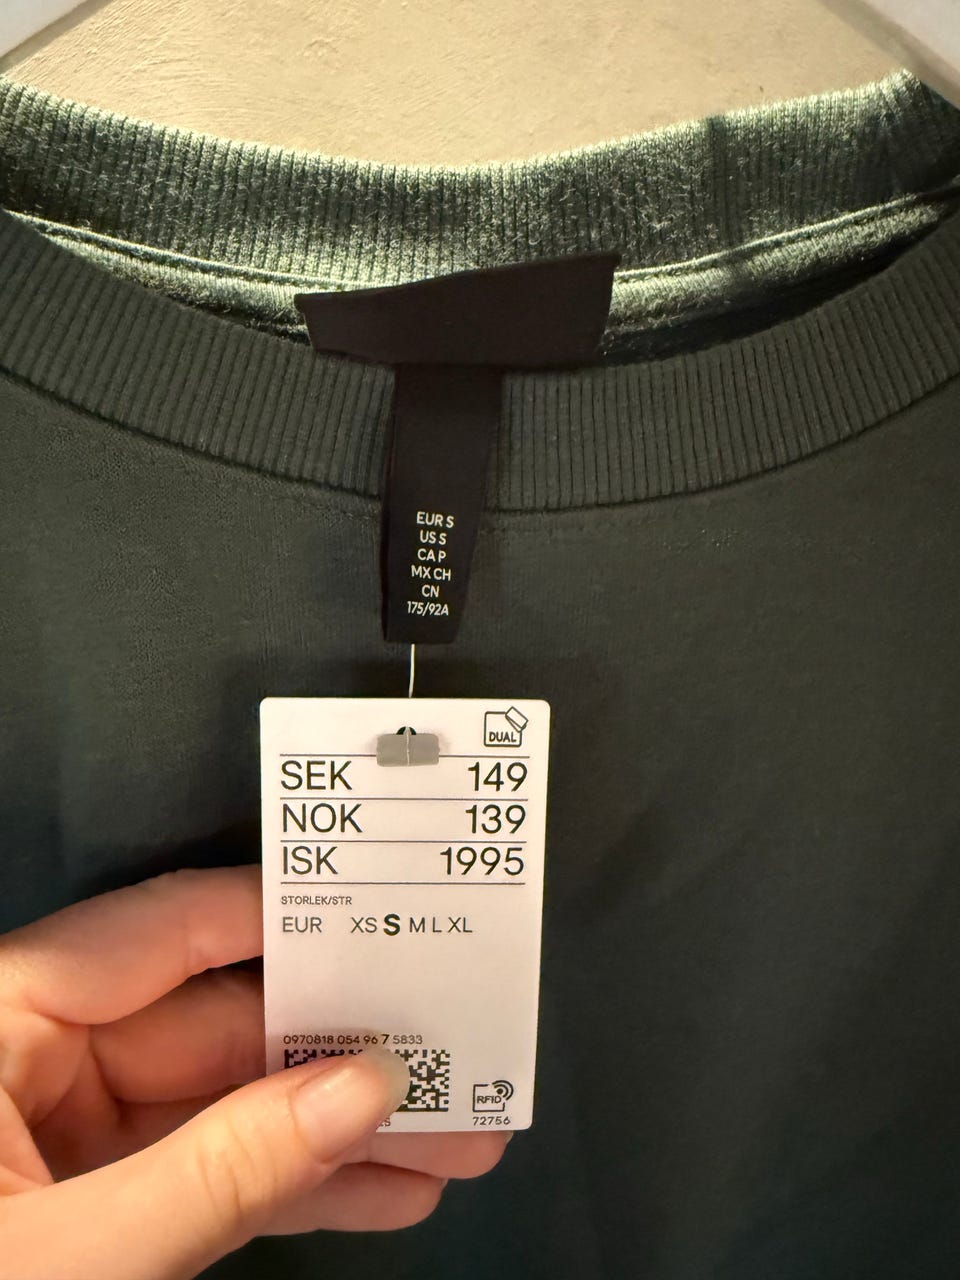 EUR S
US S
CA P
MX CH
CN
175/92A
DUAL
SEK 149
NOK 139
ISK 1995
STORLEK/STR
EUR XS S M L XL
0970818 054 96 7 5833
RFID
72756